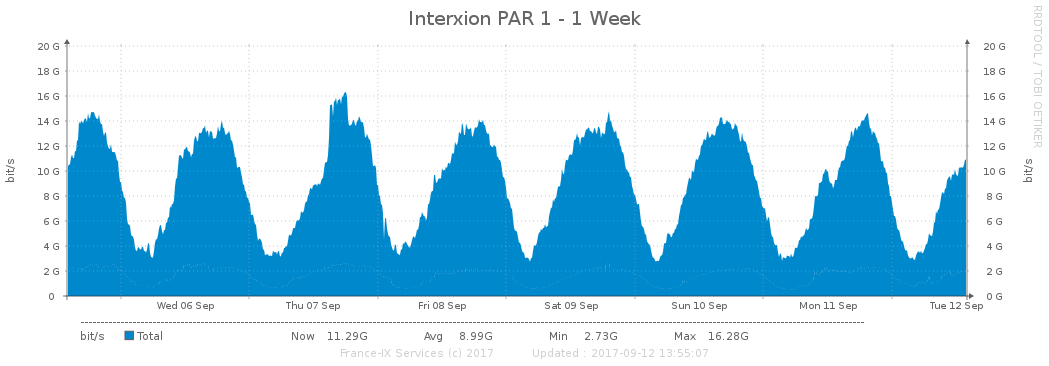 Interxion PAR 1 - 1 Week
RRDTOOL / TOBI OETIKER
20 G 20 G
18 G 18 G
16 G 16 G
14 G 14 G
12 G 12 G
10 G 10 G
8 G 8 G
6 G 6 G
4 G 4 G
2 G 2 G
0 0 G
bit/s bit/s
Wed 06 Sep Thu 07 Sep Fri 08 Sep Sat 09 Sep Sun 10 Sep Mon 11 Sep Tue 12 Sep
bit/s Total Now 11.29G Avg 8.99G Min 2.73G Max 16.28G
France-IX Services (c) 2017 Updated : 2017-09-12 13:55:07